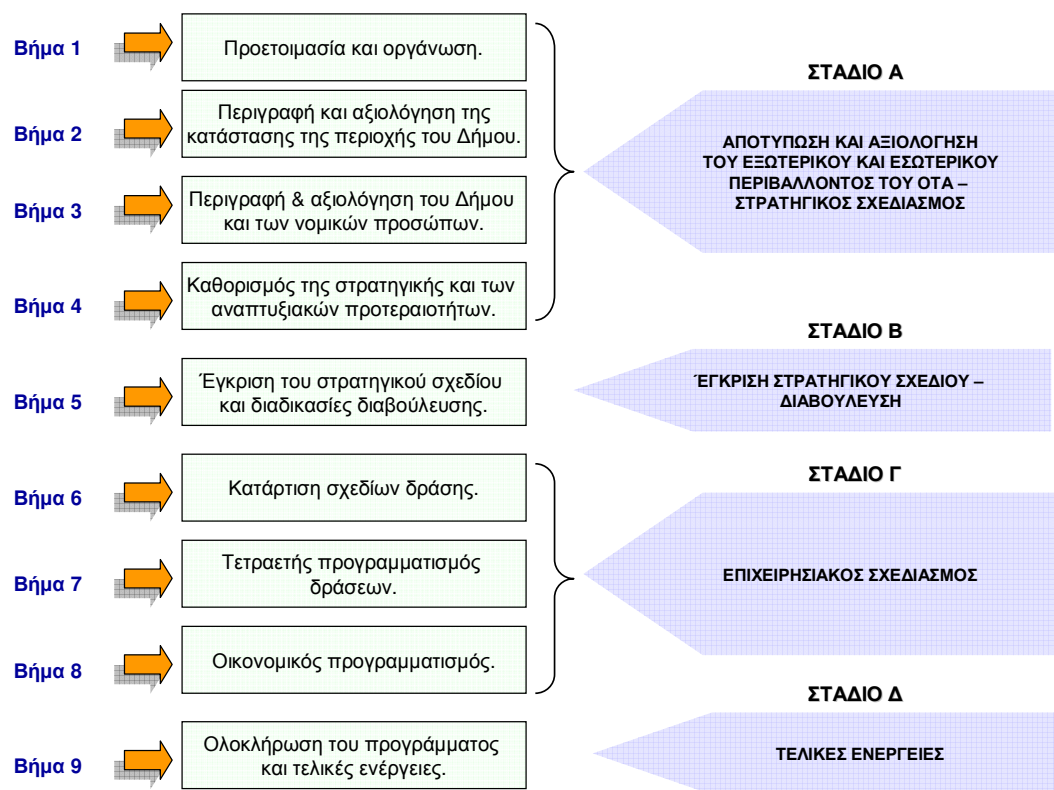 Βήμα 1
Προετοιμασία και οργάνωση.
Βήμα 2
Περιγραφή και αξιολόγηση της
κατάστασης της περιοχής του Δήμου.
Βήμα 3
Περιγραφή & αξιολόγηση του Δήμου
και των νομικών προσώπων.
Βήμα 4
Καθορισμός της στρατηγικής και των
αναπτυξιακών προτεραιοτήτων.
ΣΤΑΔΙΟ Α
ΑΠΟΤΥΠΩΣΗ ΚΑΙ ΑΞΙΟΛΟΓΗΣΗ
ΤΟΥ ΕΞΩΤΕΡΙΚΟΥ ΚΑΙ ΕΣΩΤΕΡΙΚΟΥ
ΠΕΡΙΒΑΛΛΟΝΤΟΣ ΤΟΥ ΟΤΑ –
ΣΤΡΑΤΗΓΙΚΟΣ ΣΧΕΔΙΑΣΜΟΣ
Βήμα 5
Έγκριση του στρατηγικού σχεδίου
και διαδικασίες διαβούλευσης.
ΣΤΑΔΙΟ Β
ΈΓΚΡΙΣΗ ΣΤΡΑΤΗΓΙΚΟΥ ΣΧΕΔΙΟΥ –
ΔΙΑΒΟΥΛΕΥΣΗ
Βήμα 6
Κατάρτιση σχεδίων δράσης.
Βήμα 7
Τετραετής προγραμματισμός
δράσεων.
Βήμα 8
Οικονομικός προγραμματισμός.
ΣΤΑΔΙΟ Γ
ΕΠΙΧΕΙΡΗΣΙΑΚΟΣ ΣΧΕΔΙΑΣΜΟΣ
Βήμα 9
Ολοκλήρωση του προγράμματος
και τελικές ενέργειες.
ΣΤΑΔΙΟ Δ
ΤΕΛΙΚΕΣ ΕΝΕΡΓΕΙΕΣ